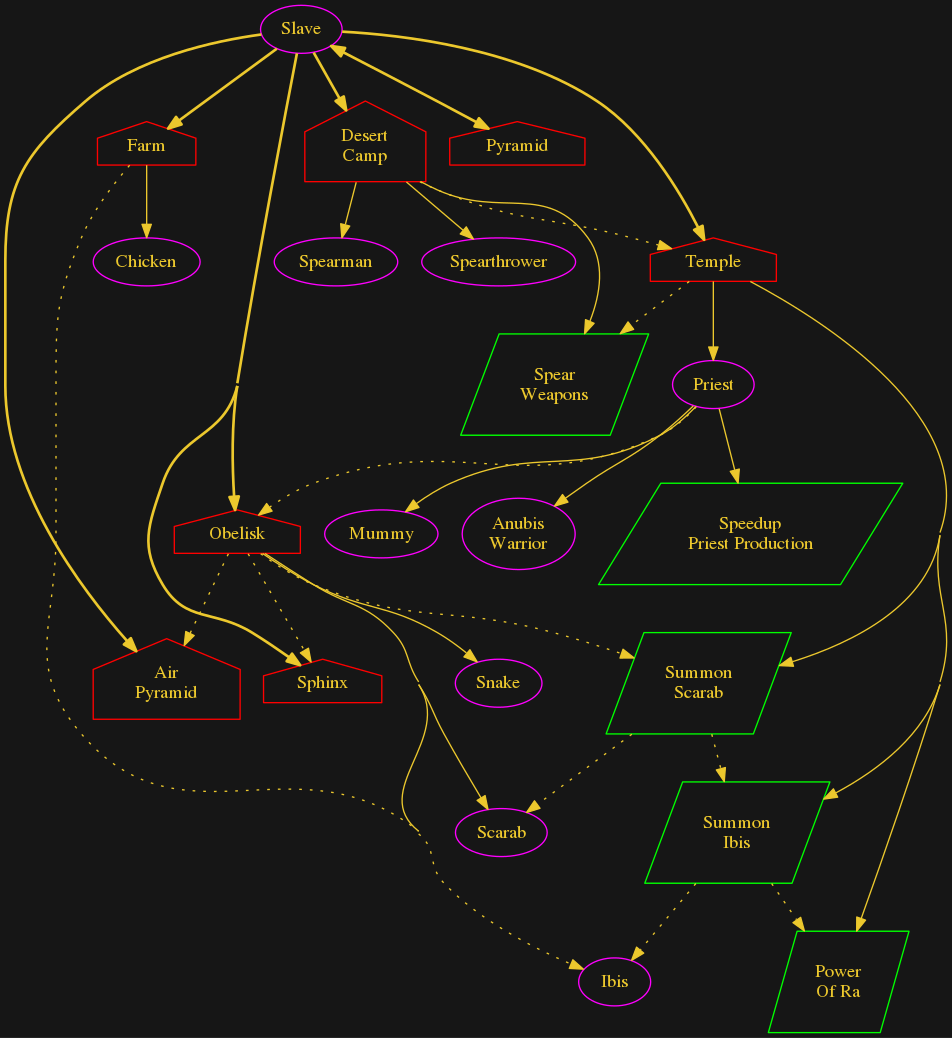 Slave
Farm
Desert
Camp
Pyramid
Chicken
Spearman
Spearthrower
Temple
Spear
Weapons
Priest
Obelisk
Mummy
Anubis
Warrior
Speedup
Priest Production
Air
Pyramid
Sphinx
Snake
Summon
Scarab
Scarab
Summon
Ibis
Ibis
Power
Of Ra